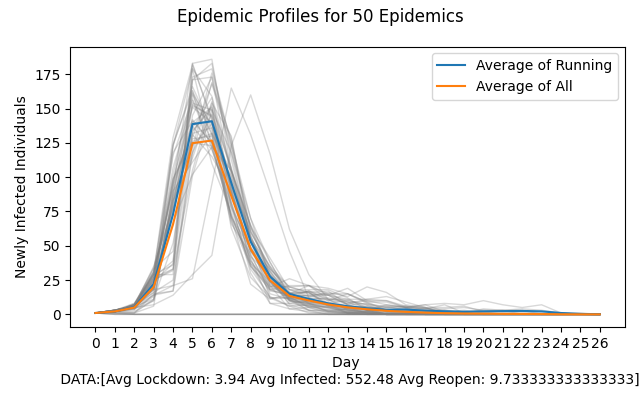 Epidemic Profiles for 50 Epidemics
Average of Running
Average of All
Newly Infected Individuals
175
150
125
100
75
50
25
0
0 1 2 3 4 5 6 7 8 9 10 11 12 13 14 15 16 17 18 19 20 21 22 23 24 25 26
Day
DATA:[Avg Lockdown: 3.94 Avg Infected: 552.48 Avg Reopen: 9.733333333333333]